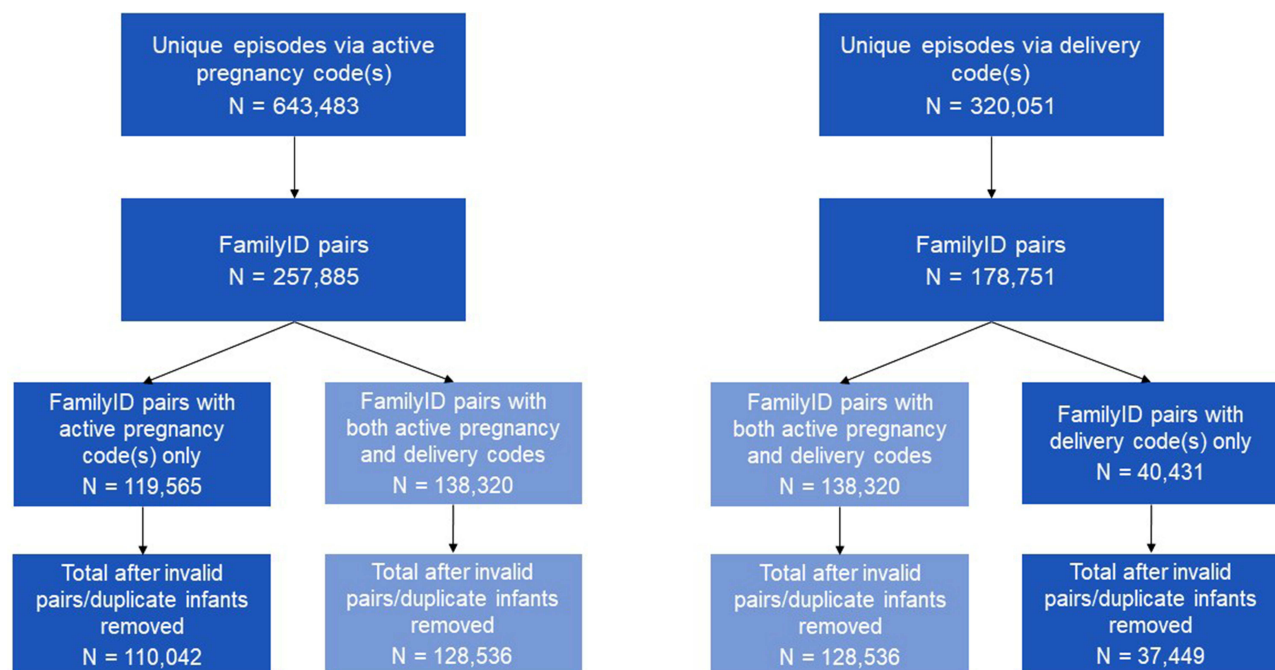 Unique episodes via active
pregnancy code(s)
N = 643,483
Unique episodes via delivery
code(s)
N = 320,051
FamilyID pairs
N = 257,885
FamilyID pairs
N = 178,751
FamilyID pairs with
active pregnancy
code(s) only
N = 119,565
FamilyID pairs with
both active pregnancy
and delivery codes
N = 138,320
FamilyID pairs with
both active pregnancy
and delivery codes
N = 138,320
FamilyID pairs with
delivery code(s) only
N = 40,431
Total after invalid
pairs/duplicate infants
removed
N = 110,042
Total after invalid
pairs/duplicate infants
removed
N = 128,536
Total after invalid
pairs/duplicate infants
removed
N = 128,536
Total after invalid
pairs/duplicate infants
removed
N = 37,449